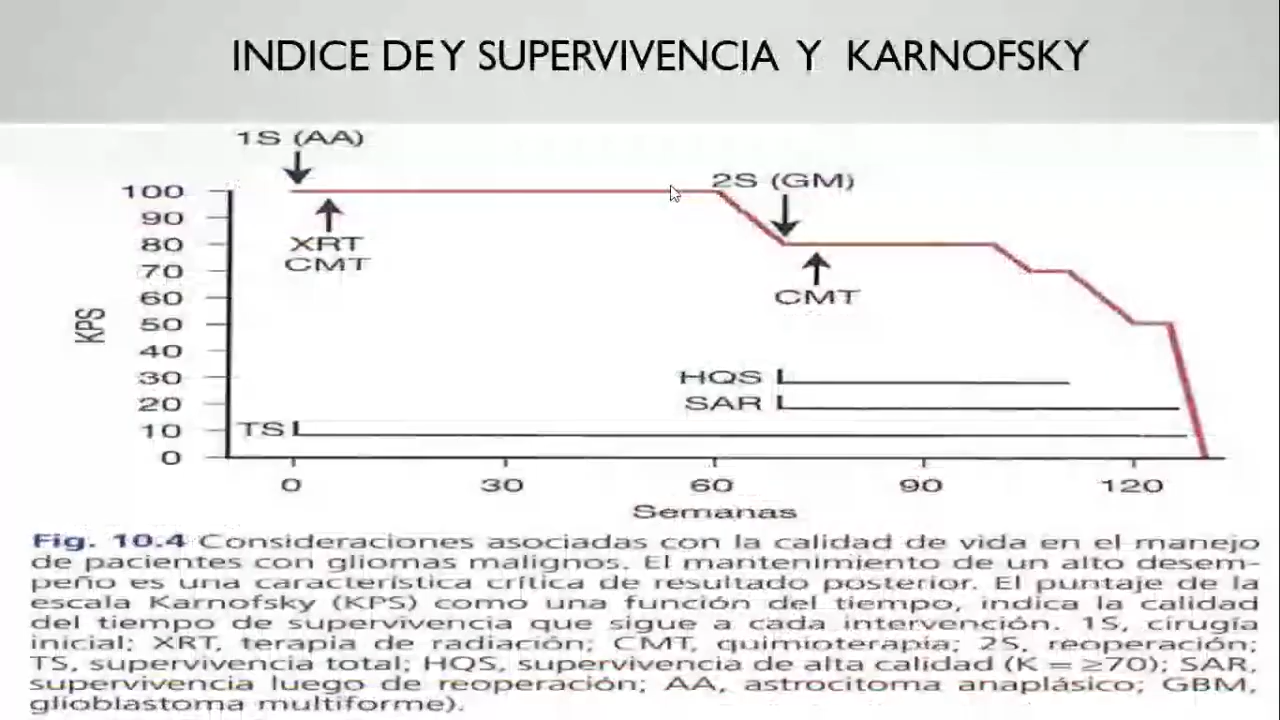 INDICE DE Y SUPERVIVENCIA Y KARNOFSKY
1S (AA)
2S (GM)
100
90
80
70
60
50
40
30
20
10
0
KPS
XRT
CMT
CMT
HQS
SAR
TS
0 30 60 90 120
Semanas
Fig. 10.4 Consideraciones asociadas con la calidad de vida en el manejo
de pacientes con gliomas malignos. El mantenimiento de un alto desem-
peño es una característica crítica de resultado posterior. El puntaje de la
escala Karnofsky (KPS) como una función del tiempo, indica la calidad
del tiempo de supervivencia que sigue a cada intervención. 1S, cirugía
inicial; XRT, terapia de radiación; CMT, quimioterapia; 2S, reoperación;
TS, supervivencia total; HQS, supervivencia de alta calidad (K = ≥70); SAR,
supervivencia luego de reoperación; AA, astrocitoma anaplásico; GBM,
glioblastoma multiforme).